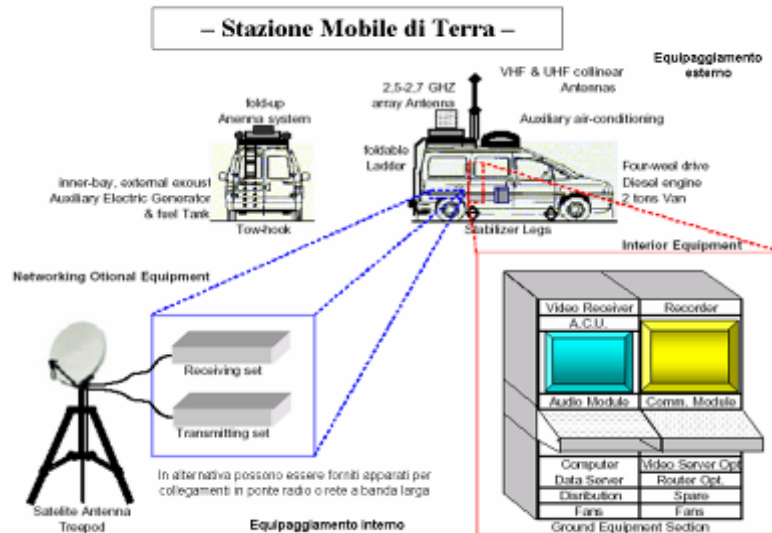 – Stazione Mobile di Terra –
Equipaggiamento
esterno
VHF & UHF collinear
Antennas
2,5-2,7 GHZ
array Antenna
Auxiliary air-conditioning
fold-up
Anenna system
foldable
Ladder
inner-bay, external exoust
Auxiliary Electric Generator
& fuel Tank
Tow-hook
Four-weel drive
Diesel engine
2 tons Van
Stabilizer Legs
Interior Equipment
Networking Otional Equipment
Receiving set
Transmitting set
Satelite Antenna
Treepod
In alternativa possono essere forniti apparati per
collegamenti in ponte radio o rete a banda larga
Equipaggiamento interno
Video Receiver
Recorder
A.C.U.
Audio Module
Comm. Module
Computer
Video Server Opt
Data Server
Router Opt.
Disribution
Spare
Fans
Fans
Ground Equipment Section